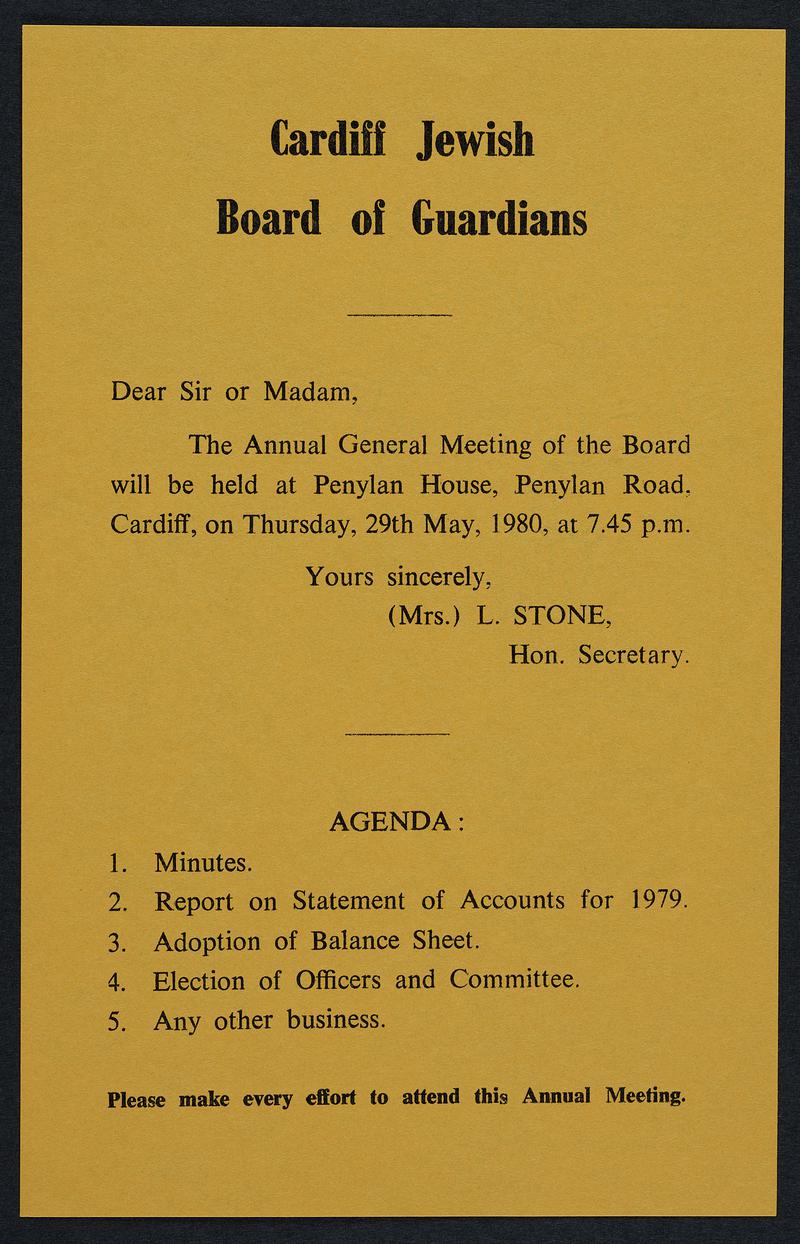 Cardiff Jewish
Board of Guardians
Dear Sir or Madam,
The Annual General Meeting of the Board
will be held at Penylan House, Penylan Road,
Cardiff, on Thursday, 29th May, 1980, at 7.45 p.m.
Yours sincerely,
(Mrs.) L. STONE,
Hon. Secretary.
AGENDA :
1. Minutes.
2. Report on Statement of Accounts for 1979.
3. Adoption of Balance Sheet.
4. Election of Officers and Committee.
5. Any other business.
Please make every effort to attend this Annual Meeting.